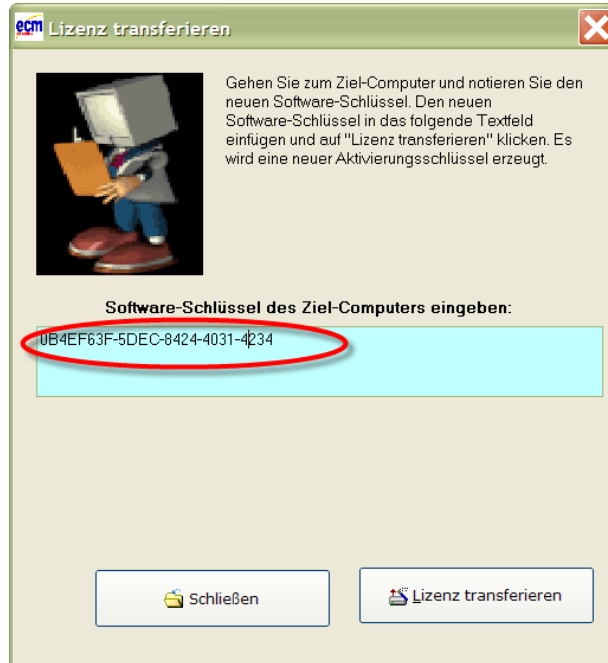 ecm Lizenz transferieren
Gehen Sie zum Ziel-Computer und notieren Sie den
neuen Software-Schlüssel. Den neuen
Software-Schlüssel in das folgende Textfeld
einfügen und auf "Lizenz transferieren" klicken. Es
wird eine neuer Aktivierungsschlüssel erzeugt.
Software-Schlüssel des Ziel-Computers eingeben:
0B4EF63F-5DEC-8424-4031-4234
Schließen
Lizenz transferieren